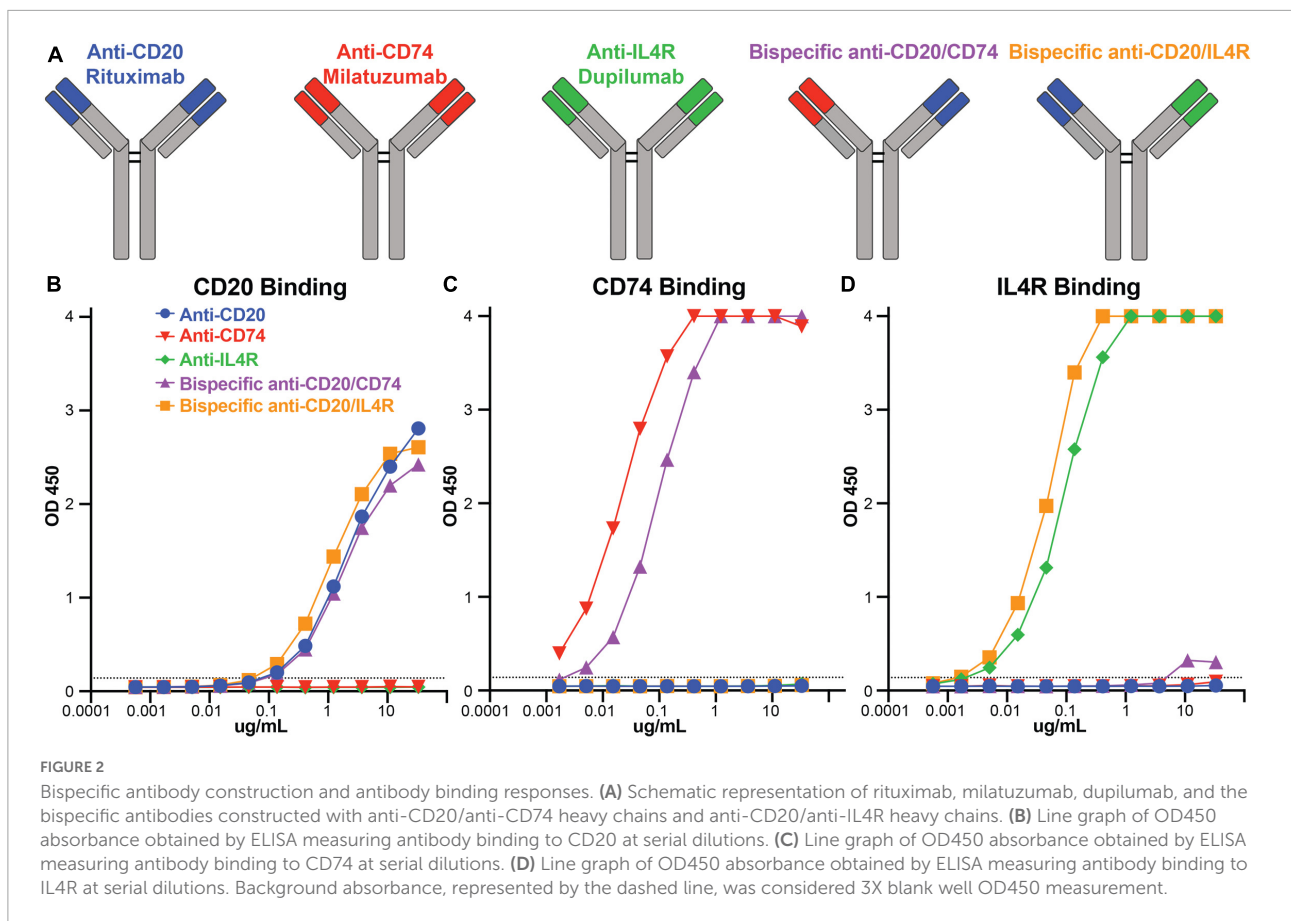 A
Anti-CD20
Rituximab
Anti-CD74
Milatuzumab
Anti-IL4R
Dupilumab
Bispecific anti-CD20/CD74
Bispecific anti-CD20/IL4R
B
CD20 Binding
Anti-CD20
Anti-CD74
Anti-IL4R
Bispecific anti-CD20/CD74
Bispecific anti-CD20/IL4R
OD 450
4
3
2
1
0
0.0001
0.001
0.01
0.1
1
10
ug/mL
C
CD74 Binding
OD 450
4
3
2
1
0
0.001
0.01
0.1
1
10
ug/mL
D
IL4R Binding
OD 450
4
3
2
1
0
0.0001
0.001
0.01
0.1
1
10
ug/mL
FIGURE 2
Bispecific antibody construction and antibody binding responses. (A) Schematic representation of rituximab, milatuzumab, dupilumab, and the
bispecific antibodies constructed with anti-CD20/anti-CD74 heavy chains and anti-CD20/anti-IL4R heavy chains. (B) Line graph of OD450
absorbance obtained by ELISA measuring antibody binding to CD20 at serial dilutions. (C) Line graph of OD450 absorbance obtained by ELISA
measuring antibody binding to CD74 at serial dilutions. (D) Line graph of OD450 absorbance obtained by ELISA measuring antibody binding to
IL4R at serial dilutions. Background absorbance, represented by the dashed line, was considered 3X blank well OD450 measurement.